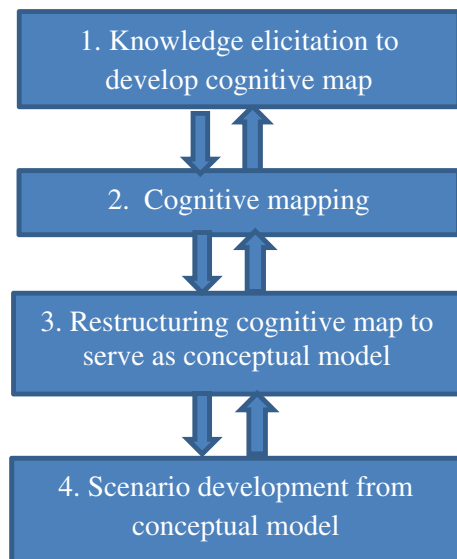 1. Knowledge elicitation to
develop cognitive map
2. Cognitive mapping
3. Restructuring cognitive map to
serve as conceptual model
4. Scenario development from
conceptual model